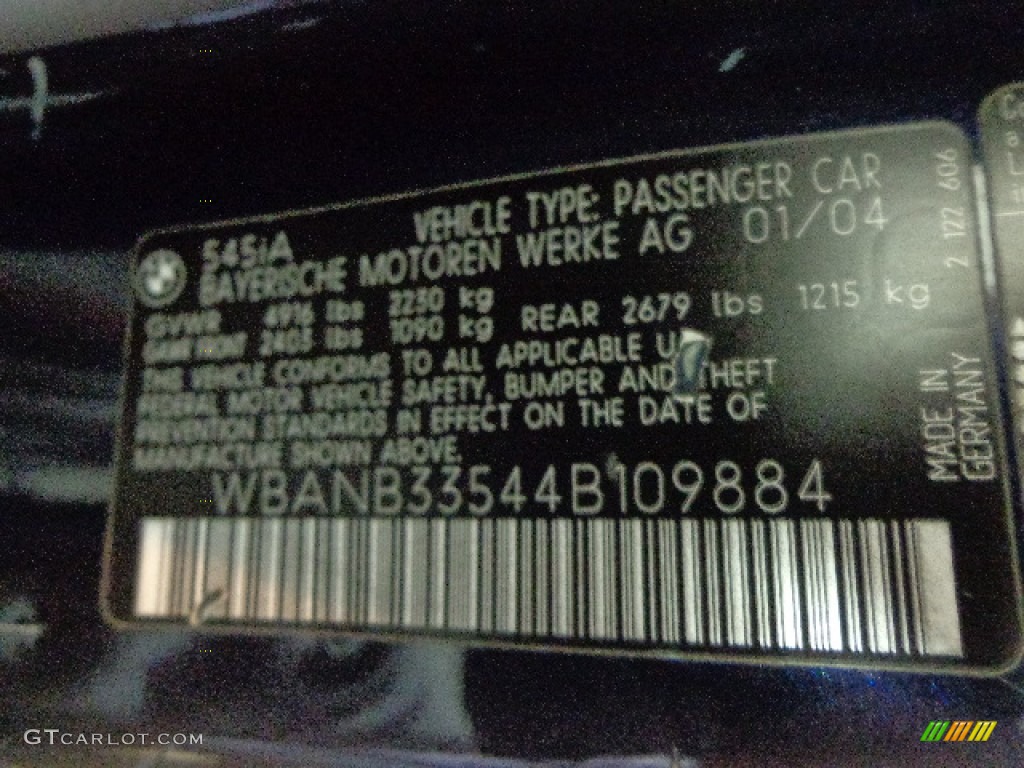 VEHICLE TYPE: PASSENGER CAR
545iA
BAYERISCHE MOTOREN WERKE AG 01/04
GVWR 4916 lbs 2230 kg
GAWR FRONT 2403 lbs 1090 kg REAR 2679 lbs 1215 kg
THIS VEHICLE CONFORMS TO ALL APPLICABLE
FEDERAL MOTOR VEHICLE SAFETY, BUMPER AND THEFT
PREVENTION STANDARDS IN EFFECT ON THE DATE OF
MANUFACTURE SHOWN ABOVE.
WBANB33544B109884
2 172 606
MADE IN
GERMANY
GTCARLOT.COM